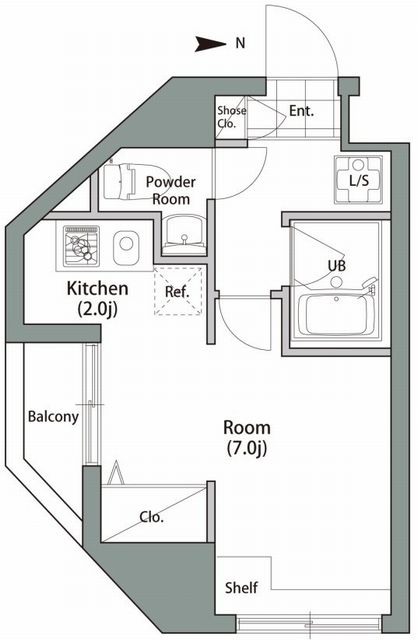 N
Shose
Clo.
Ent.
Powder
Room
L/S
Kitchen
(2.0j)
Ref.
UB
Balcony
Room
(7.0j)
Clo.
Shelf